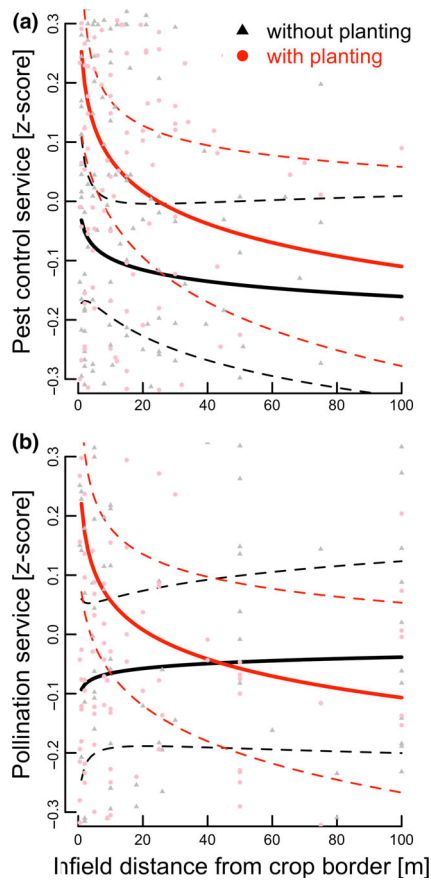 (a)
without planting
with planting
Pest control service [z-score]
0.3
0.2
0.1
0.0
−0.1
−0.2
−0.3
0 20 40 60 80 100
(b)
Pollination service [z-score]
0.3
0.2
0.1
0.0
−0.1
−0.2
−0.3
0 20 40 60 80 100
Infield distance from crop border [m]